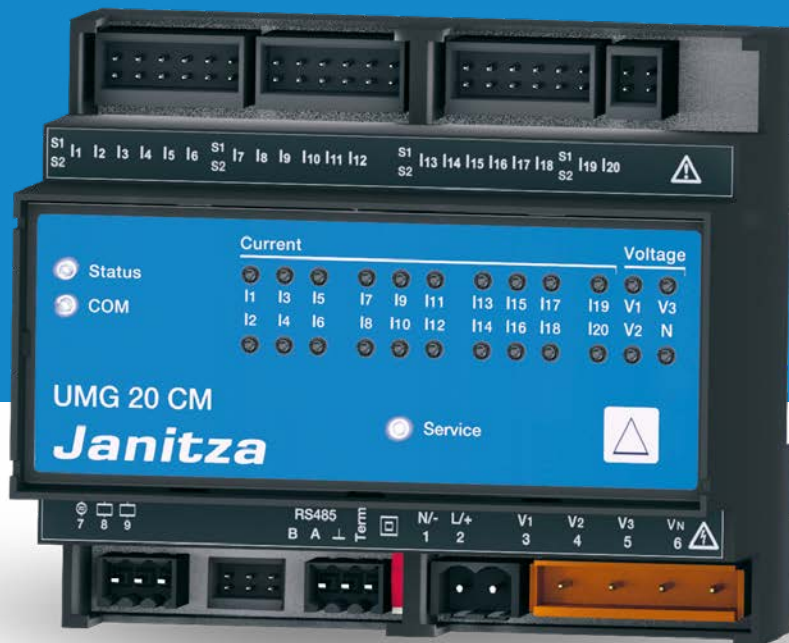 S1 I1 I2 I3 I4 I5 I6 S1 I7 I8 I9 I10 I11 I12 S1 I13 I14 I15 I16 I17 I18 S1 I19 I20
S2 S2 S2 S2
Current Voltage
Status
COM
I1 I3 I5 I7 I9 I11 I13 I15 I17 I19 V1 V3
I2 I4 I6 I8 I10 I12 I14 I16 I18 I20 V2 N
UMG 20 CM
Janitza
Service
RS485 Term N/- L/+ V1 V2 V3 VN
7 8 9 B A ⊥ 1 2 3 4 5 6